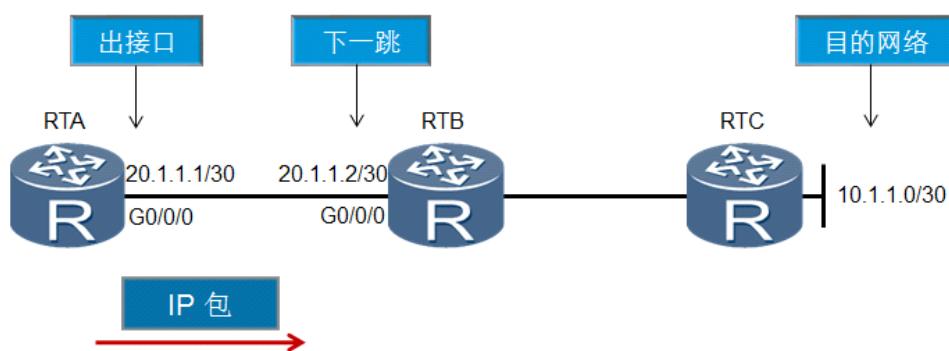 出接口
下一跳
目的网络
RTA
RTB
RTC
20.1.1.1/30
20.1.1.2/30
10.1.1.0/30
G0/0/0
G0/0/0
R
R
R
IP 包